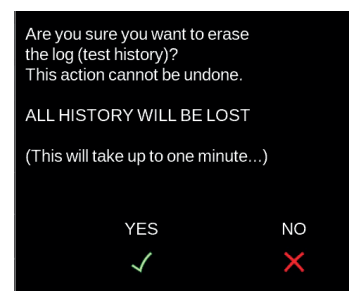 Are you sure you want to erase
the log (test history)?
This action cannot be undone.
ALL HISTORY WILL BE LOST
(This will take up to one minute...)
YES NO